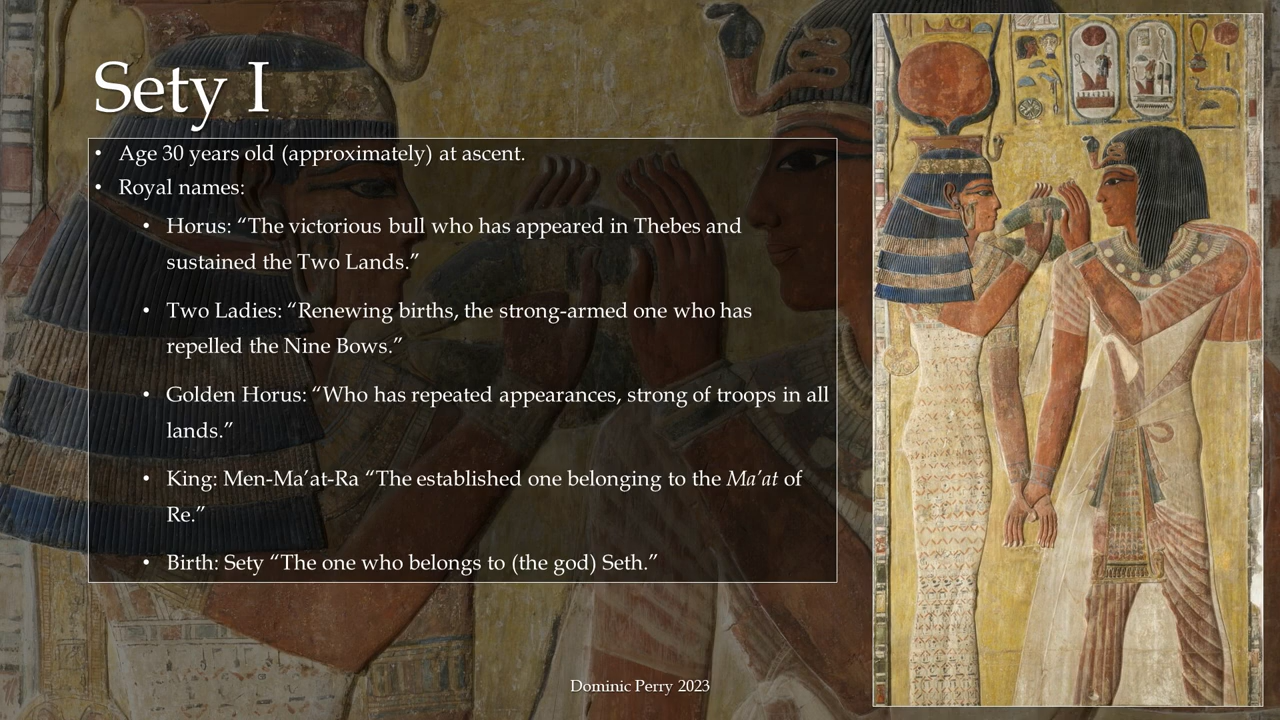 Sety I
• Age 30 years old (approximately) at ascent.
• Royal names:
• Horus: “The victorious bull who has appeared in Thebes and
sustained the Two Lands.”
• Two Ladies: “Renewing births, the strong-armed one who has
repelled the Nine Bows.”
• Golden Horus: “Who has repeated appearances, strong of troops in all
lands.”
• King: Men-Ma’at-Ra “The established one belonging to the Ma’at of
Re.”
• Birth: Sety “The one who belongs to (the god) Seth.”
Dominic Perry 2023